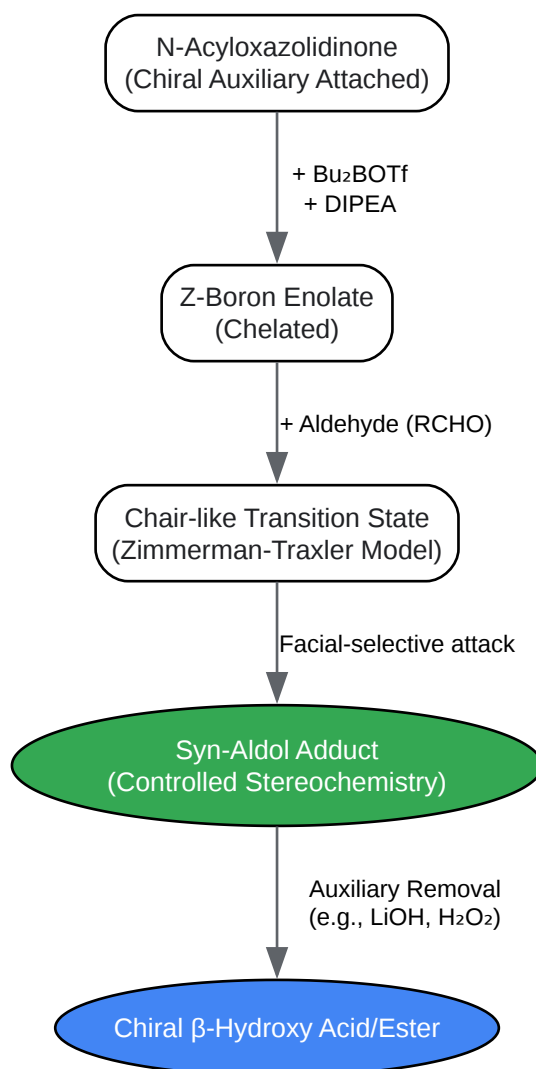 N-Acyloxazolidinone
(Chiral Auxiliary Attached)
+ Bu₂BOTf
+ DIPEA
Z-Boron Enolate
(Chelated)
+ Aldehyde (RCHO)
Chair-like Transition State
(Zimmerman-Traxler Model)
Facial-selective attack
Syn-Aldol Adduct
(Controlled Stereochemistry)
Auxiliary Removal
(e.g., LiOH, H₂O₂)
Chiral β-Hydroxy Acid/Ester